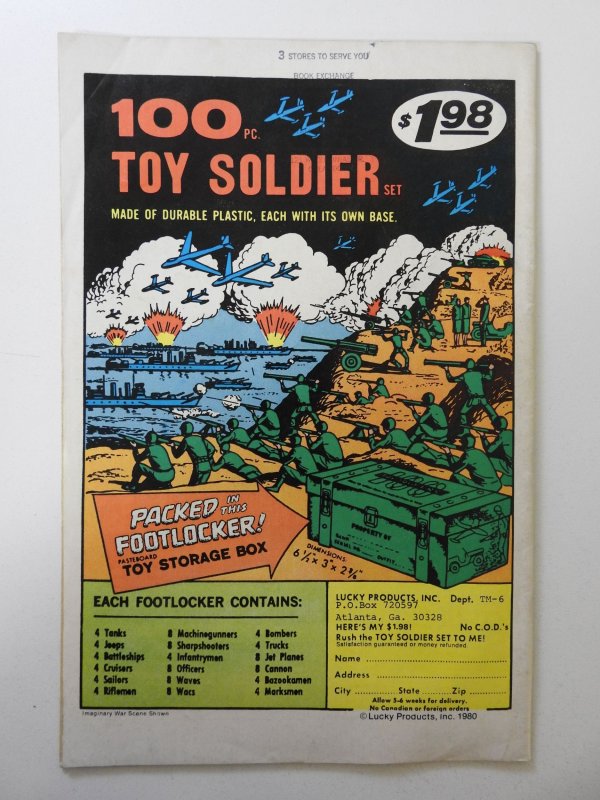 3 STORES TO SERVE YOU
BOOK EXCHANGE
100 PC.
$1.98
TOY SOLDIER SET
MADE OF DURABLE PLASTIC, EACH WITH ITS OWN BASE.
PACKED IN THIS
FOOTLOCKER!
PASTEBOARD
TOY STORAGE BOX
DIMENSIONS:
6 1/2" x 3" x 2 3/8"
PROPERTY OF
EACH FOOTLOCKER CONTAINS:
4 Tanks
4 Jeeps
4 Battleships
4 Cruisers
4 Sailors
4 Riflemen
8 Machinegunners
8 Sharpshooters
4 Infantrymen
8 Officers
8 Waves
8 Wacs
4 Bombers
4 Trucks
8 Jet Planes
8 Cannon
4 Bazookamen
4 Marksmen
LUCKY PRODUCTS, INC. Dept. TM-6
P.O.Box 720597
Atlanta, Ga. 30328
HERE'S MY $1.98! No C.O.D.'s
Rush the TOY SOLDIER SET TO ME!
Satisfaction guaranteed or money refunded
Name
Address
City State Zip
Allow 5-6 weeks for delivery.
No Canadian or foreign orders
Imaginary War Scene Shown
© Lucky Products, Inc. 1980